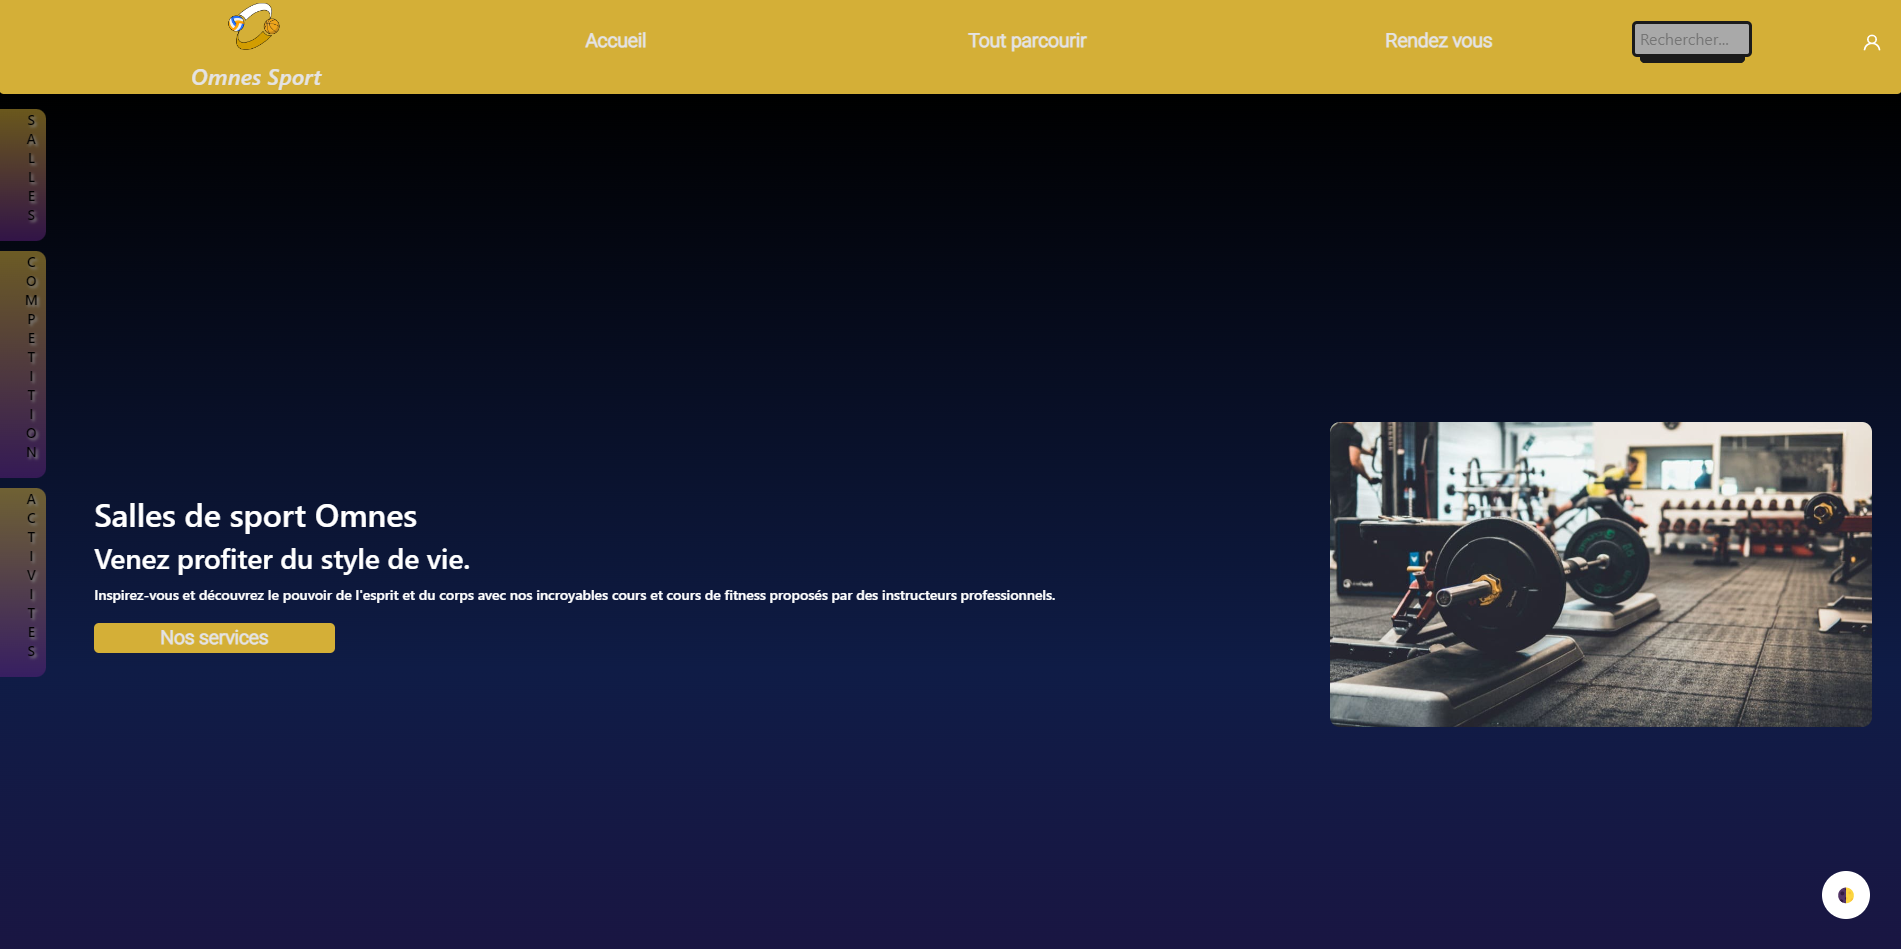 Omnes Sport
Accueil
Tout parcourir
Rendez vous
Rechercher...
SALLES
COMPETITION
ACTIVITES
Salles de sport Omnes
Venez profiter du style de vie.
Inspirez-vous et découvrez le pouvoir de l'esprit et du corps avec nos incroyables cours et cours de fitness proposés par des instructeurs professionnels.
Nos services